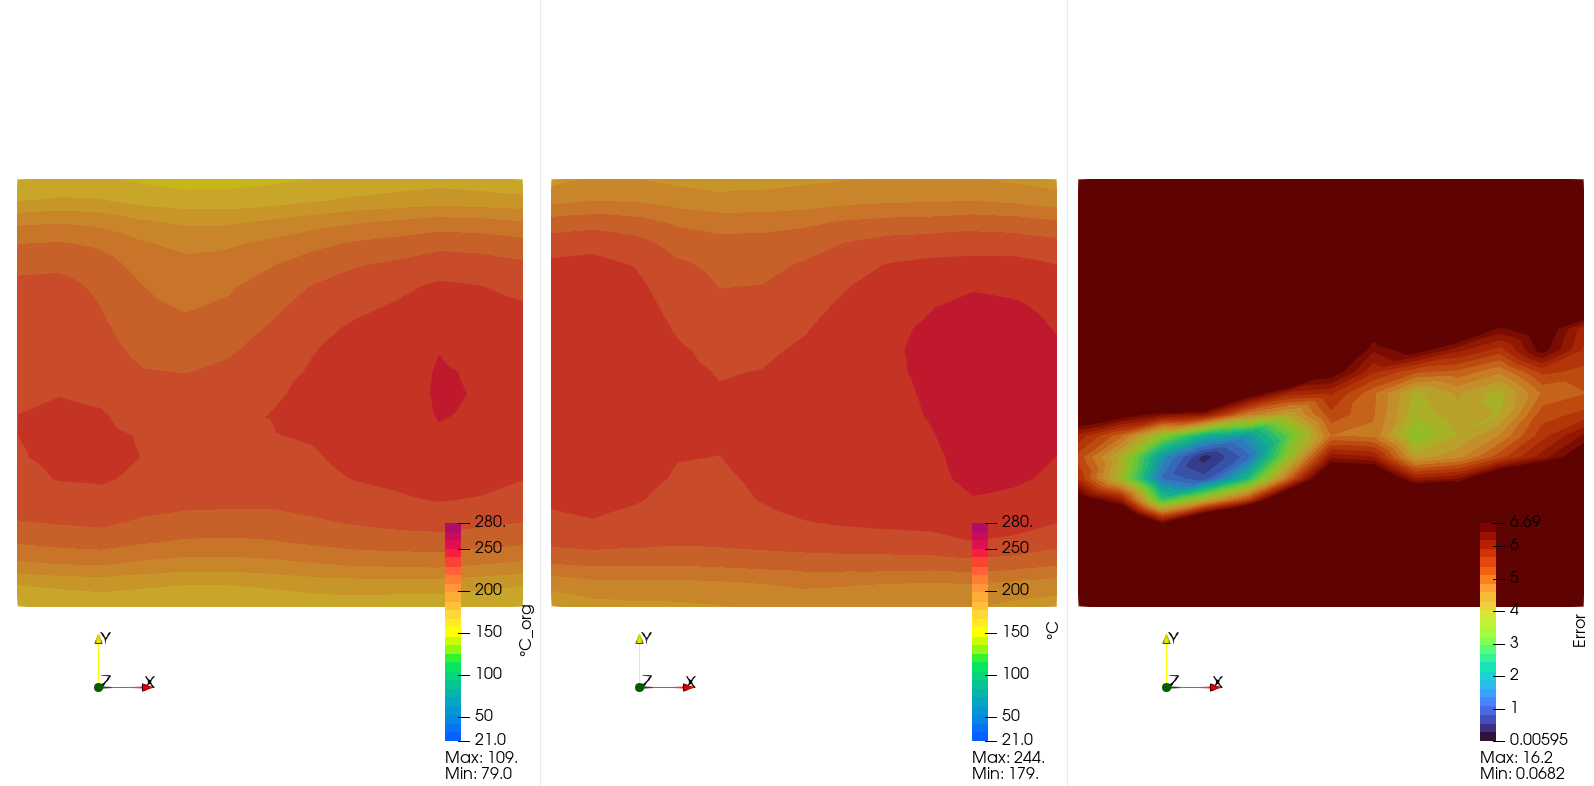 280.
250
200
150
100
50
21.0
°C_org
Max: 109.
Min: 79.0
Y
Z
X
280.
250
200
150
100
50
21.0
°C
Max: 244.
Min: 179.
Y
Z
X
6.69
6
5
4
3
2
1
0.00595
Error
Max: 16.2
Min: 0.0682
Y
Z
X